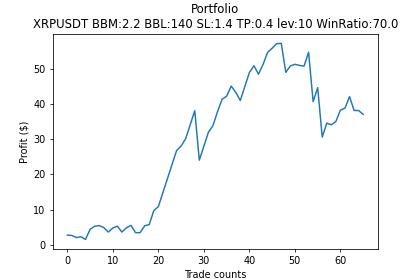 Portfolio
XRPUSDT BBM:2.2 BBL:140 SL:1.4 TP:0.4 lev:10 WinRatio:70.0
50
40
30
20
10
0
Profit ($)
0 10 20 30 40 50 60
Trade counts